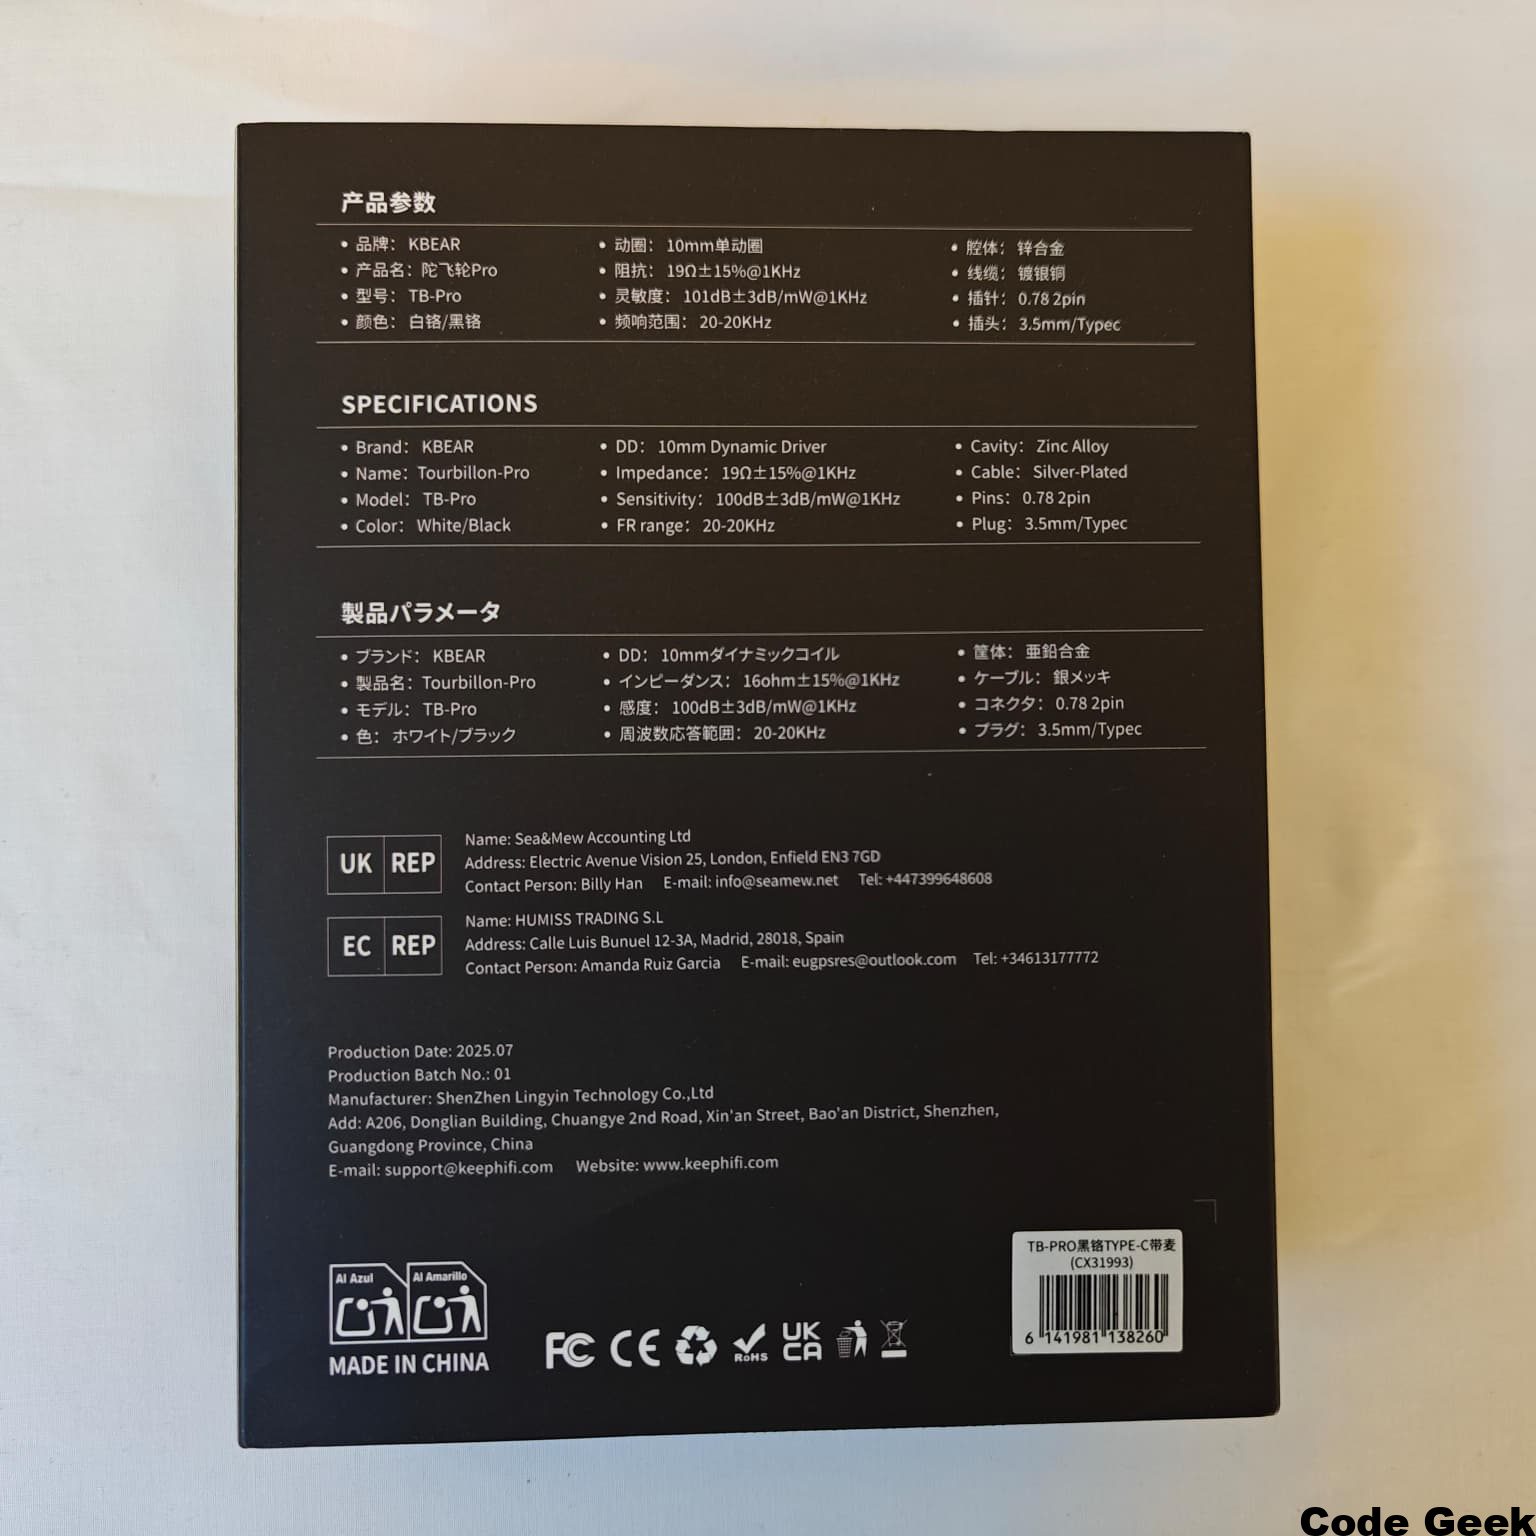 产品参数
• 品牌： KBEAR • 动圈： 10mm单动圈 • 腔体： 锌合金
• 产品名：陀飞轮Pro • 阻抗： 19Ω±15%@1KHz • 线缆： 镀银铜
• 型号： TB-Pro • 灵敏度： 101dB±3dB/mW@1KHz • 插针： 0.78 2pin
• 颜色： 白铬/黑铬 • 频响范围： 20-20KHz • 插头： 3.5mm/Typec
SPECIFICATIONS
• Brand： KBEAR • DD： 10mm Dynamic Driver • Cavity： Zinc Alloy
• Name：Tourbillon-Pro • Impedance： 19Ω±15%@1KHz • Cable： Silver-Plated
• Model： TB-Pro • Sensitivity： 100dB±3dB/mW@1KHz • Pins： 0.78 2pin
• Color： White/Black • FR range： 20-20KHz • Plug： 3.5mm/Typec
製品パラメータ
• ブランド： KBEAR • DD： 10mmダイナミックコイル • 筐体： 亜鉛合金
• 製品名：Tourbillon-Pro • インピーダンス： 16ohm±15%@1KHz • ケーブル： 銀メッキ
• モデル： TB-Pro • 感度： 100dB±3dB/mW@1KHz • コネクタ： 0.78 2pin
• 色： ホワイト/ブラック • 周波数応答範囲： 20-20KHz • プラグ： 3.5mm/Typec
UK REP
Name: Sea&Mew Accounting Ltd
Address: Electric Avenue Vision 25, London, Enfield EN3 7GD
Contact Person: Billy Han E-mail: info@seamew.net Tel: +447399648608
EC REP
Name: HUMISS TRADING S.L
Address: Calle Luis Bunuel 12-3A, Madrid, 28018, Spain
Contact Person: Amanda Ruiz Garcia E-mail: eugpsres@outlook.com Tel: +34613177772
Production Date: 2025.07
Production Batch No.: 01
Manufacturer: ShenZhen Lingyin Technology Co.,Ltd
Add: A206, Donglian Building, Chuangye 2nd Road, Xin'an Street, Bao'an District, Shenzhen,
Guangdong Province, China
E-mail: support@keephifi.com Website: www.keephifi.com
TB-PRO黑铬TYPE-C带麦
(CX31993)
6 141981 138260
Al Azul Al Amarillo
MADE IN CHINA
FC CE RoHS UK CA
Code Geek